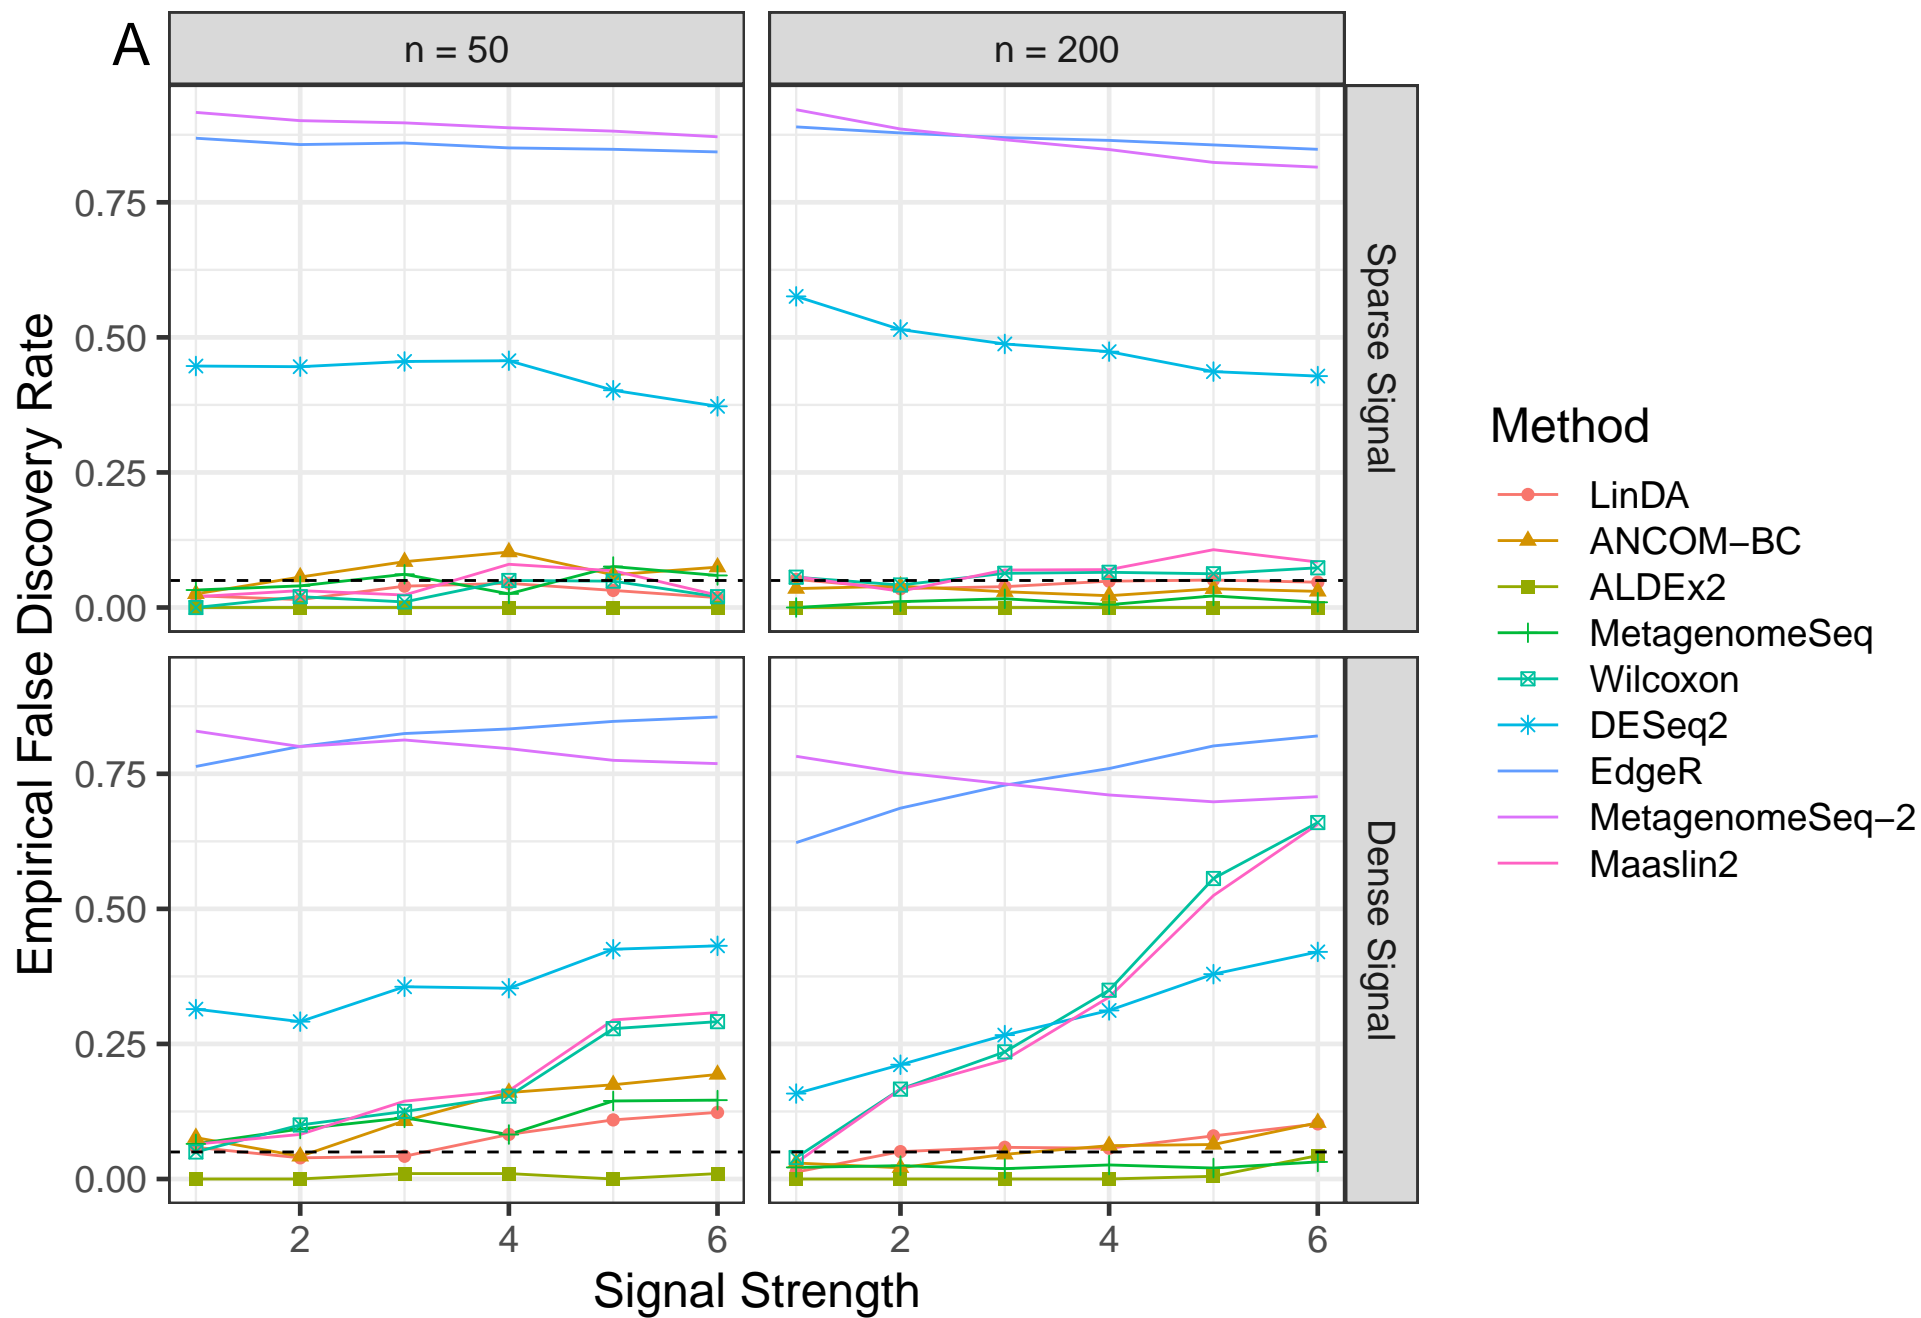 A
n = 50
n = 200
Empirical False Discovery Rate
0.75
0.50
0.25
0.00
Sparse Signal
0.75
0.50
0.25
0.00
Dense Signal
2
4
6
2
4
6
Signal Strength
Method
LinDA
ANCOM−BC
ALDEx2
MetagenomeSeq
Wilcoxon
DESeq2
EdgeR
MetagenomeSeq−2
Maaslin2